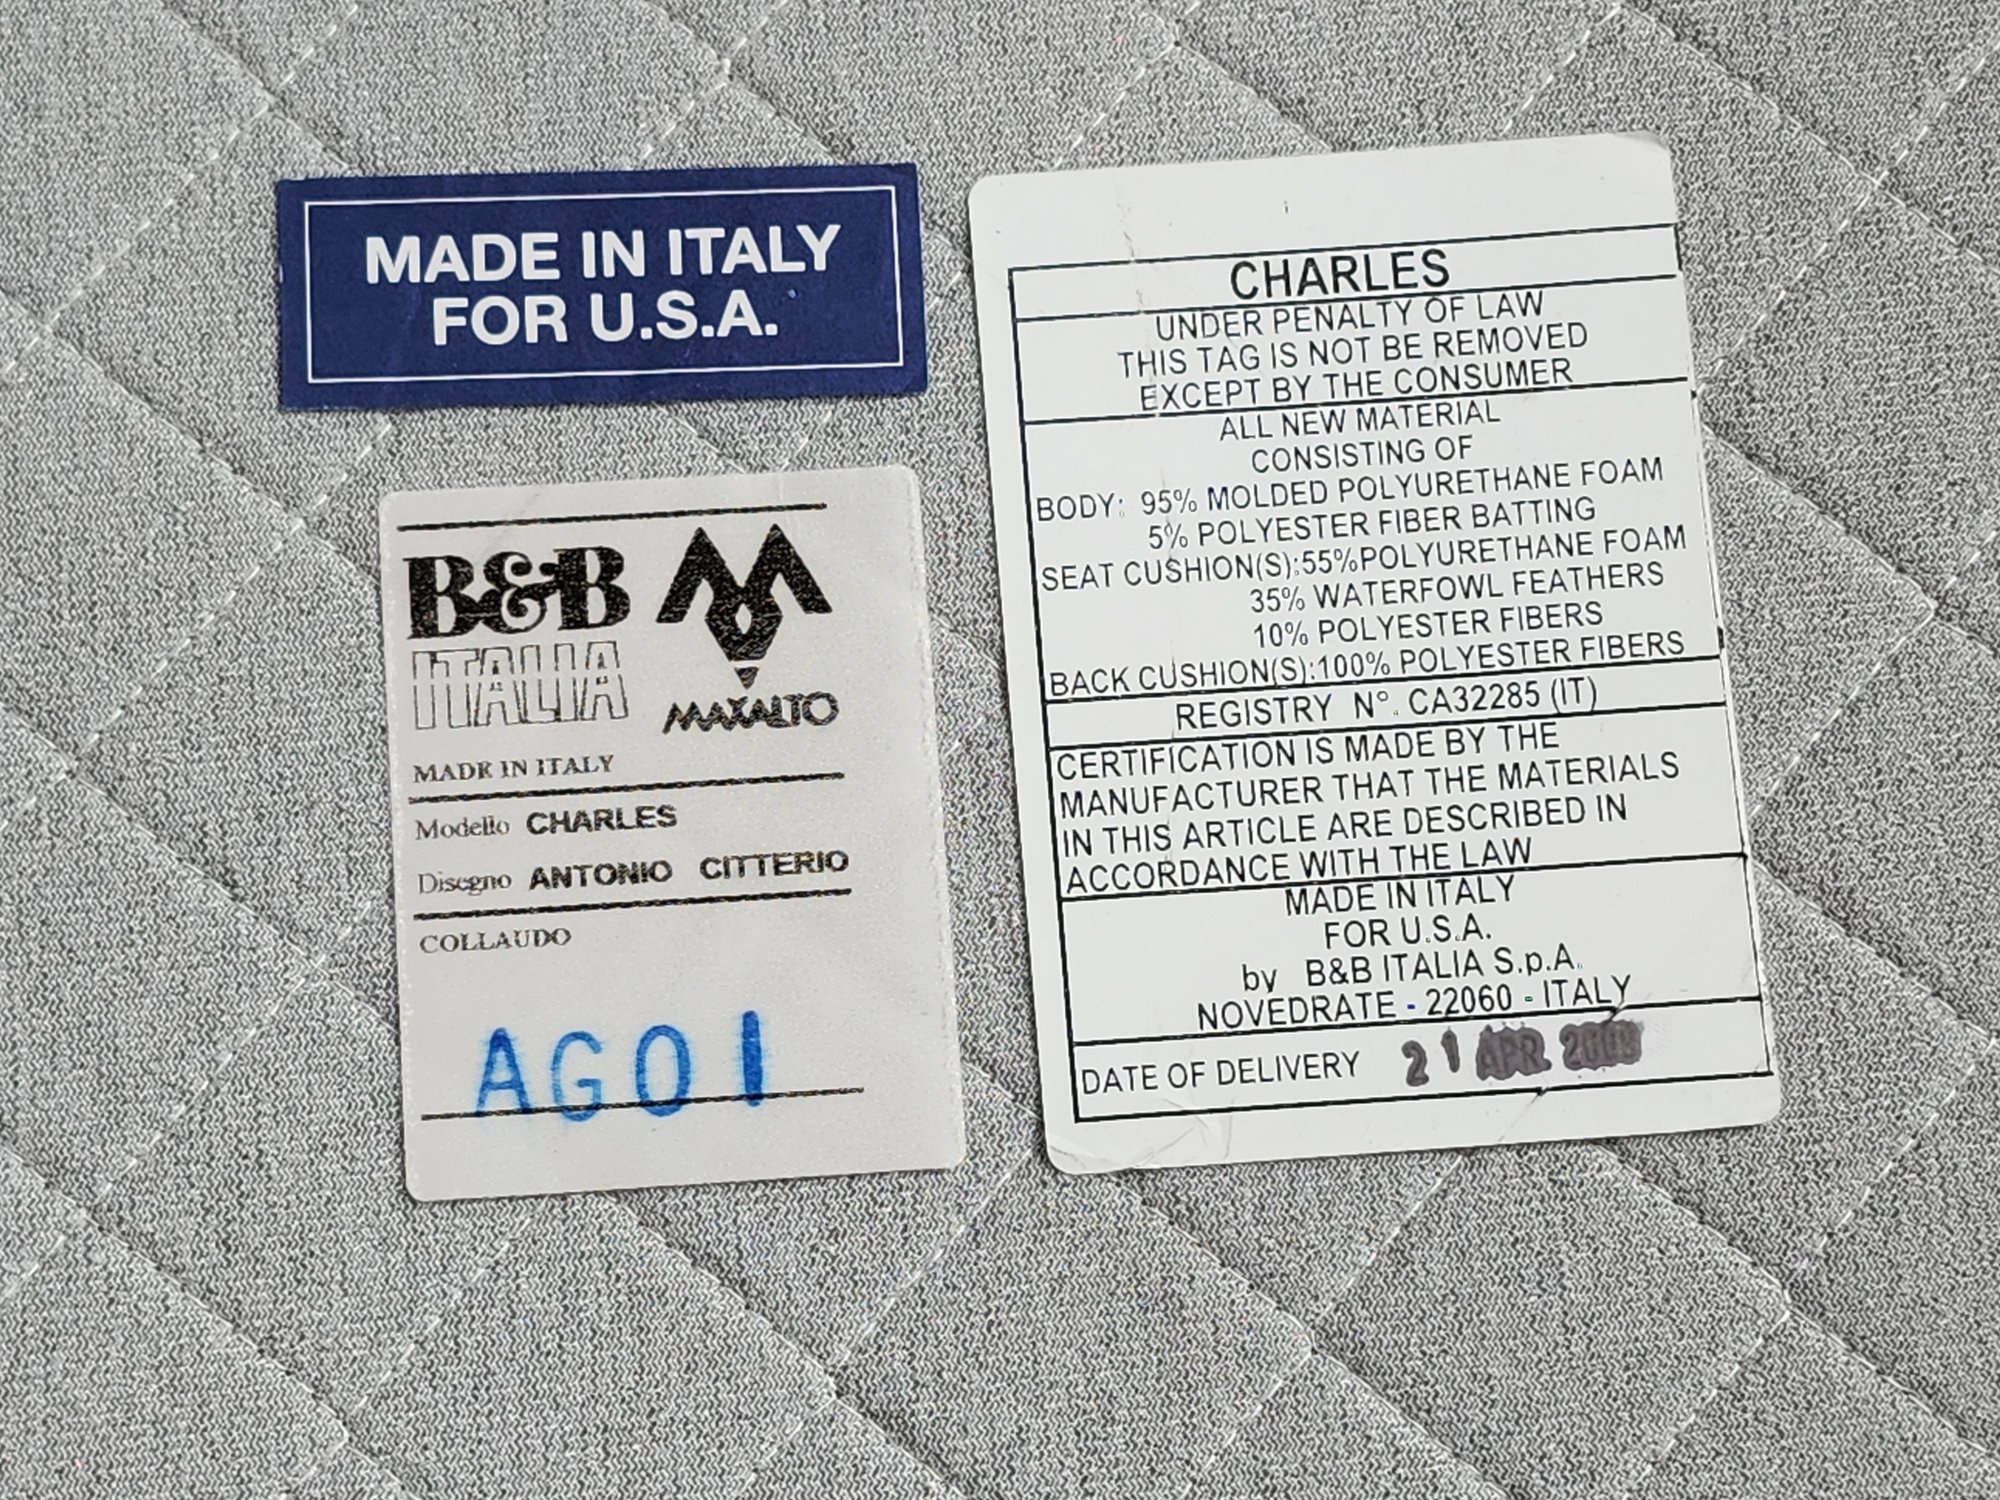 MADE IN ITALY
FOR U.S.A.
B&B
ITALIA
MAXALTO
MADE IN ITALY
Modello CHARLES
Disegno ANTONIO CITTERIO
COLLAUDO
AG01
CHARLES
UNDER PENALTY OF LAW
THIS TAG IS NOT BE REMOVED
EXCEPT BY THE CONSUMER
ALL NEW MATERIAL
CONSISTING OF
BODY: 95% MOLDED POLYURETHANE FOAM
5% POLYESTER FIBER BATTING
SEAT CUSHION(S):55%POLYURETHANE FOAM
35% WATERFOWL FEATHERS
10% POLYESTER FIBERS
BACK CUSHION(S):100% POLYESTER FIBERS
REGISTRY N°. CA32285 (IT)
CERTIFICATION IS MADE BY THE
MANUFACTURER THAT THE MATERIALS
IN THIS ARTICLE ARE DESCRIBED IN
ACCORDANCE WITH THE LAW
MADE IN ITALY
FOR U.S.A.
by B&B ITALIA S.p.A.
NOVEDRATE - 22060 - ITALY
DATE OF DELIVERY 21 APR.